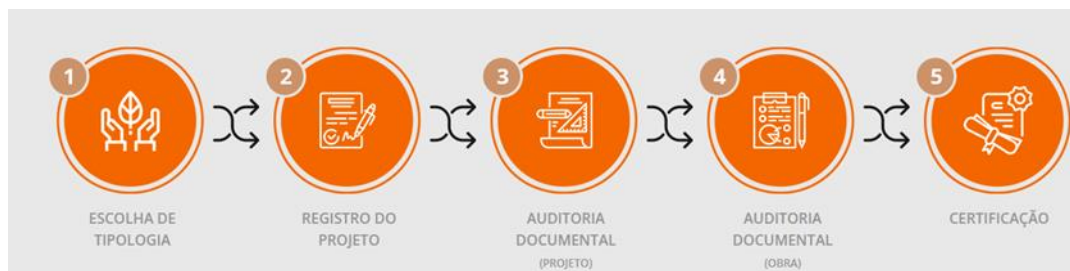 1
2
3
4
5
ESCOLHA DE
TIPOLOGIA
REGISTRO DO
PROJETO
AUDITORIA
DOCUMENTAL
(PROJETO)
AUDITORIA
DOCUMENTAL
(OBRA)
CERTIFICAÇÃO